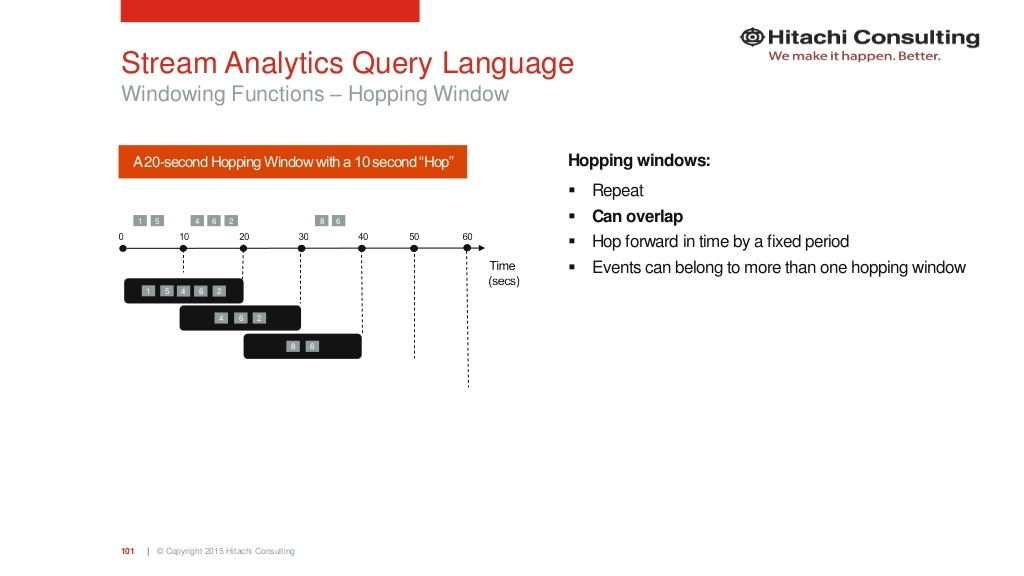 Hitachi Consulting
We make it happen. Better.
Stream Analytics Query Language
Windowing Functions – Hopping Window
A 20-second Hopping Window with a 10 second “Hop”
1 5 4 6 2 8 6
0 10 20 30 40 50 60
Time
(secs)
1 5 4 6 2
4 6 2
8 6
Hopping windows:
▪ Repeat
▪ Can overlap
▪ Hop forward in time by a fixed period
▪ Events can belong to more than one hopping window
101 | © Copyright 2015 Hitachi Consulting